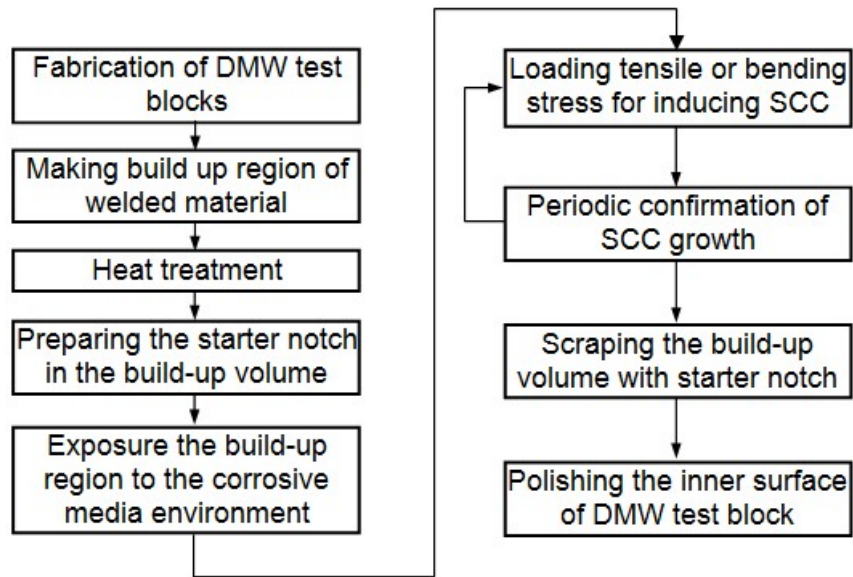 Fabrication of DMW test
blocks
Making build up region of
welded material
Heat treatment
Preparing the starter notch
in the build-up volume
Exposure the build-up
region to the corrosive
media environment
Loading tensile or bending
stress for inducing SCC
Periodic confirmation of
SCC growth
Scraping the build-up
volume with starter notch
Polishing the inner surface
of DMW test block